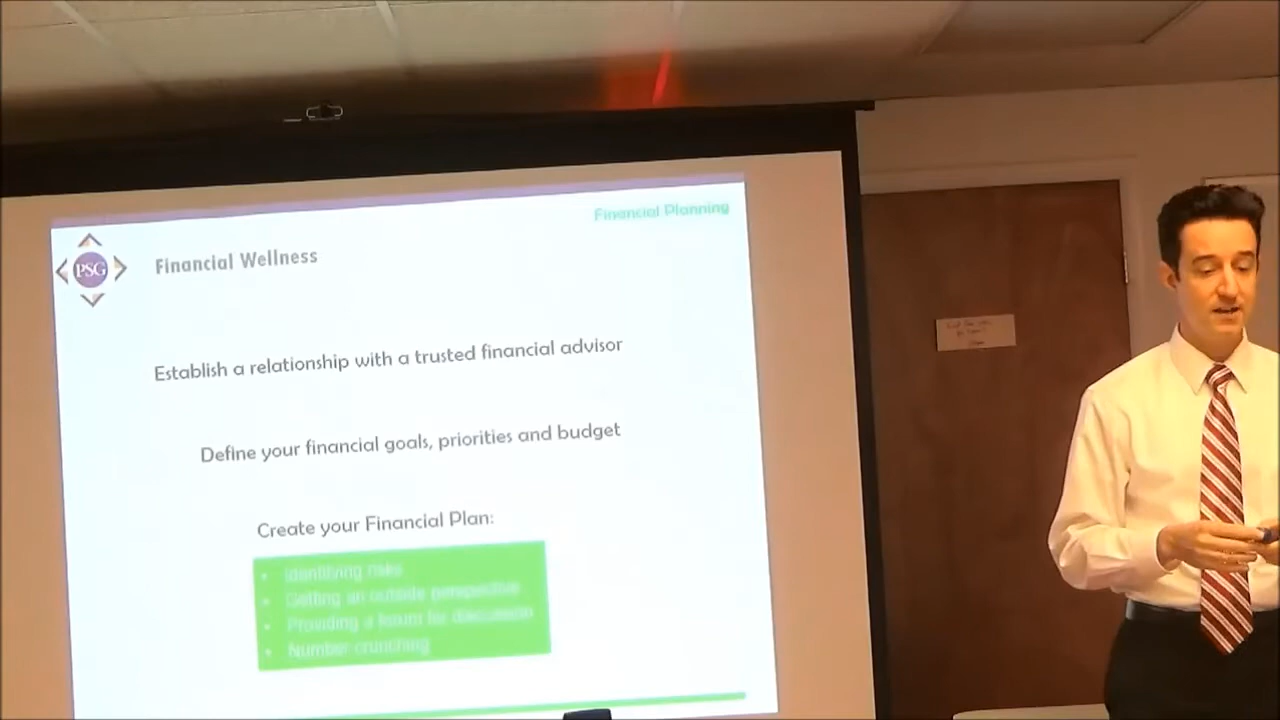 Financial Planning
PSG
Financial Wellness
Establish a relationship with a trusted financial advisor
Define your financial goals, priorities and budget
Create your Financial Plan:
• Identifying risks
• Getting an outside perspective
• Providing a forum for discussion
• Number crunching